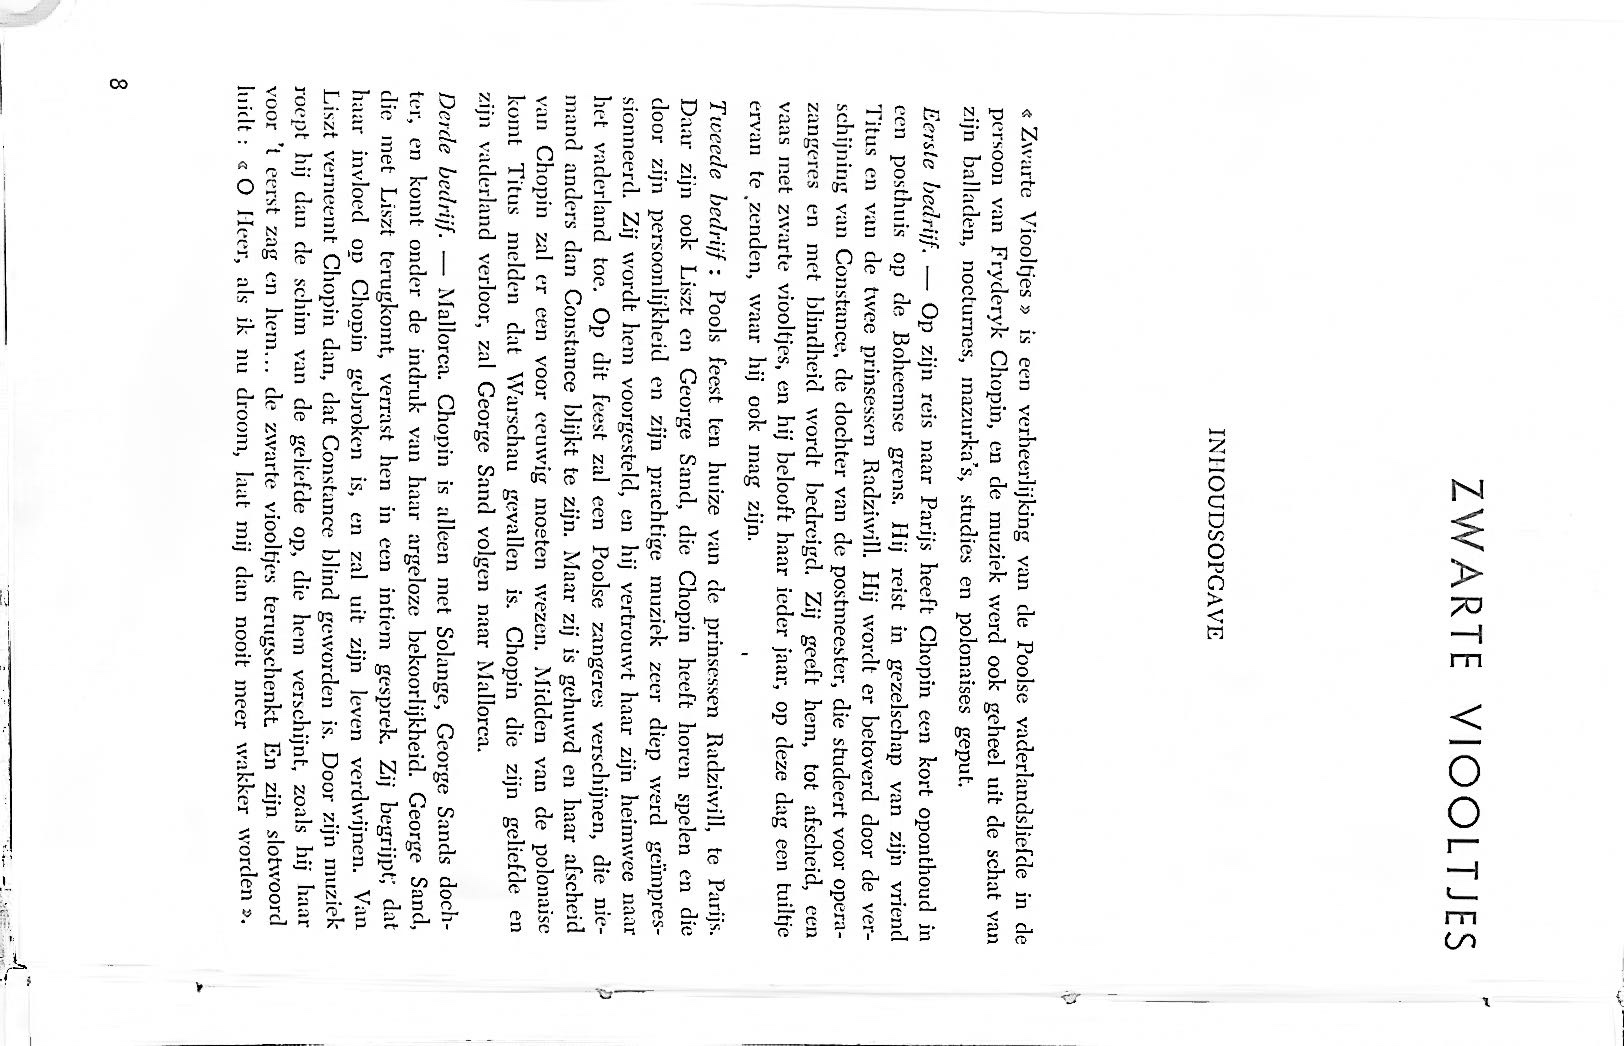 ZWARTE VIOOLTJES
INHOUDSOPGAVE
« Zwarte Viooltjes » is een verheerlijking van de Poolse vaderlandsliefde in de
persoon van Fryderyk Chopin, en de muziek werd ook geheel uit de schat van
zijn balladen, nocturnes, mazurka's, studies en polonaises geput.
Eerste bedrijf. — Op zijn reis naar Parijs heeft Chopin een kort oponthoud in
een posthuis op de Boheemse grens. Hij reist in gezelschap van zijn vriend
Titus en van de twee prinsessen Radziwill. Hij wordt er betoverd door de ver-
schijning van Constance, de dochter van de postmeester, die studeert voor opera-
zangeres en met blindheid wordt bedreigd. Zij geeft hem, tot afscheid, een
vaas met zwarte viooltjes, en hij belooft haar ieder jaar, op deze dag een tuiltje
ervan te zenden, waar hij ook mag zijn.
Tweede bedrijf : Pools feest ten huize van de prinsessen Radziwill, te Parijs.
Daar zijn ook Liszt en George Sand, die Chopin heeft horen spelen en die
door zijn persoonlijkheid en zijn prachtige muziek zeer diep werd geïmpres-
sionneerd. Zij wordt hem voorgesteld, en hij vertrouwt haar zijn heimwee naar
het vaderland toe. Op dit feest zal een Poolse zangeres verschijnen, die nie-
mand anders dan Constance blijkt te zijn. Maar zij is gehuwd en haar afscheid
van Chopin zal er een voor eeuwig moeten wezen. Midden van de polonaise
komt Titus melden dat Warschau gevallen is. Chopin die zijn geliefde en
zijn vaderland verloor, zal George Sand volgen naar Mallorca.
Derde bedrijf. — Mallorca. Chopin is alleen met Solange, George Sands doch-
ter, en komt onder de indruk van haar argeloze bekoorlijkheid. George Sand,
die met Liszt terugkomt, verrast hen in een intiem gesprek. Zij begrijpt, dat
haar invloed op Chopin gebroken is, en zal uit zijn leven verdwijnen. Van
Liszt verneemt Chopin dan, dat Constance blind geworden is. Door zijn muziek
roept hij dan de schim van de geliefde op, die hem verschijnt, zoals hij haar
voor 't eerst zag en hem... de zwarte viooltjes terugschenkt. En zijn slotwoord
luidt : « O Heer, als ik nu droom, laat mij dan nooit meer wakker worden ».
8